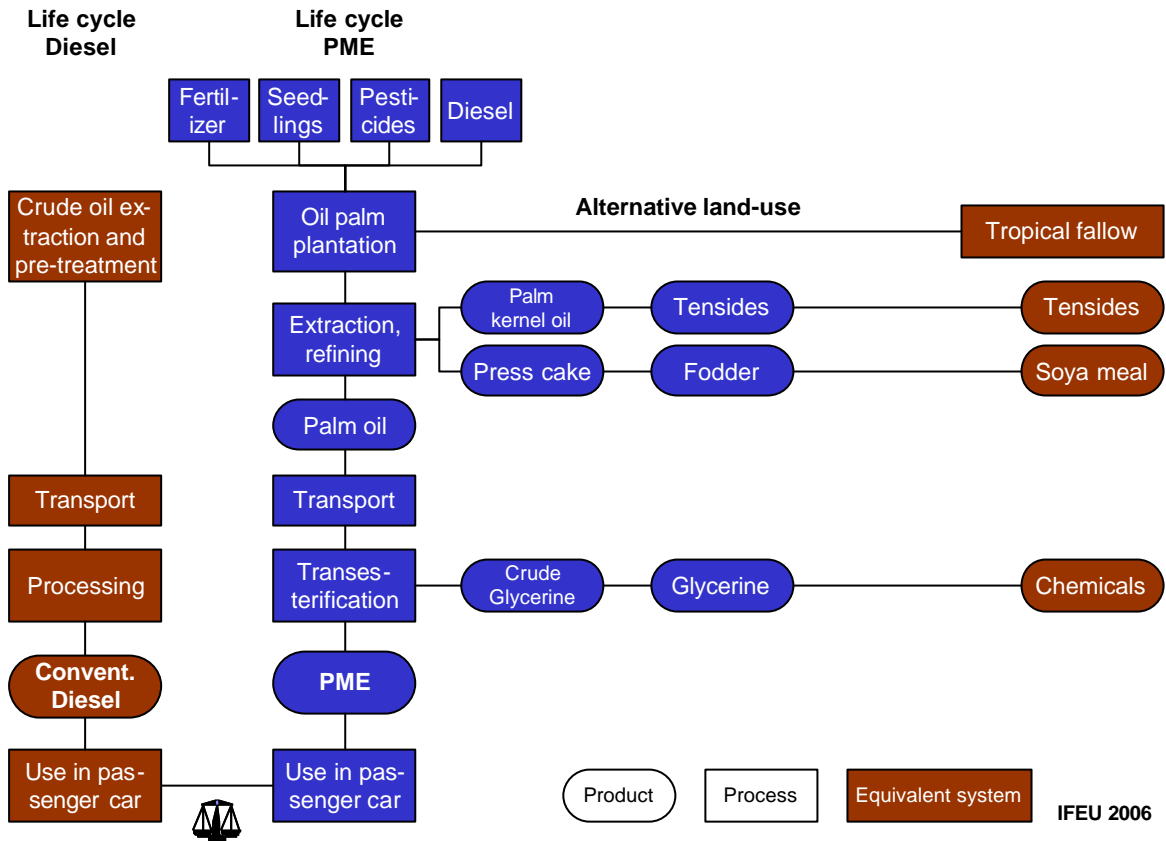 Life cycle
Diesel
Life cycle
PME
Fertil-
izer
Seed-
lings
Pesti-
cides
Diesel
Crude oil ex-
traction and
pre-treatment
Oil palm
plantation
Alternative land-use
Tropical fallow
Extraction,
refining
Palm
kernel oil
Tensides
Tensides
Press cake
Fodder
Soya meal
Palm oil
Transport
Transport
Processing
Transes-
terification
Crude
Glycerine
Glycerine
Chemicals
Convent.
Diesel
PME
Use in pas-
senger car
Use in pas-
senger car
Product
Process
Equivalent system
IFEU 2006